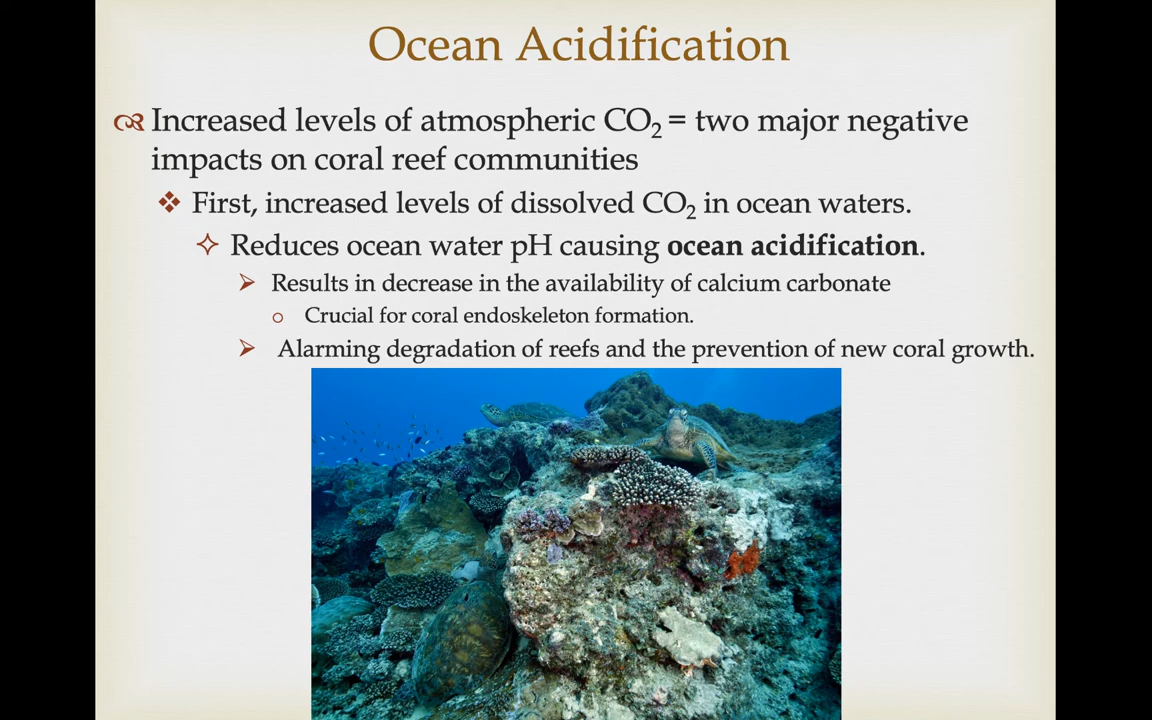 Ocean Acidification
Increased levels of atmospheric CO₂ = two major negative
impacts on coral reef communities
First, increased levels of dissolved CO₂ in ocean waters.
Reduces ocean water pH causing ocean acidification.
Results in decrease in the availability of calcium carbonate
Crucial for coral endoskeleton formation.
Alarming degradation of reefs and the prevention of new coral growth.